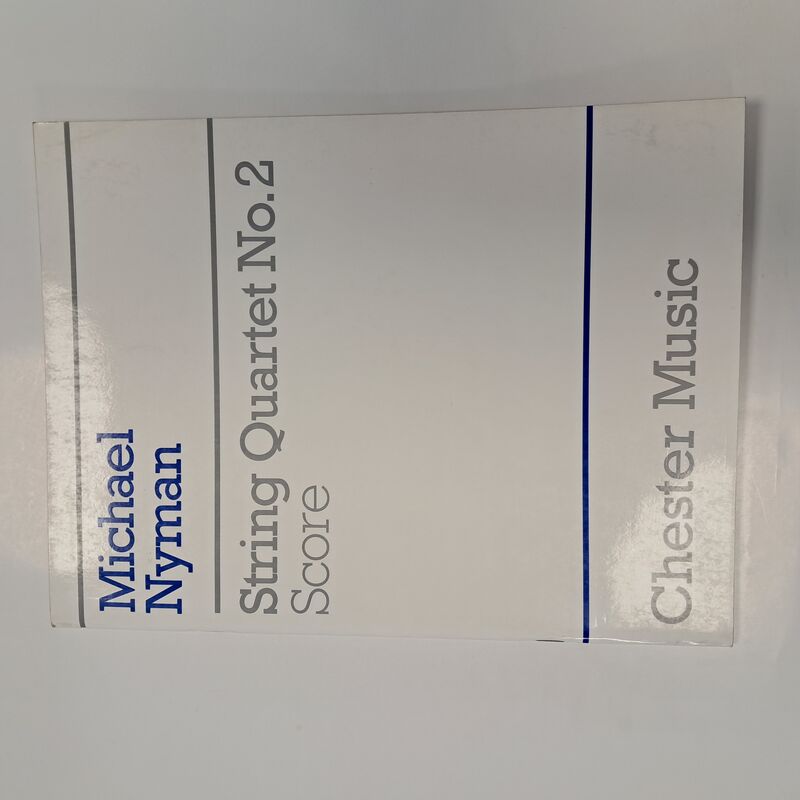 Michael
Nyman
String Quartet No.2
Score
Chester Music